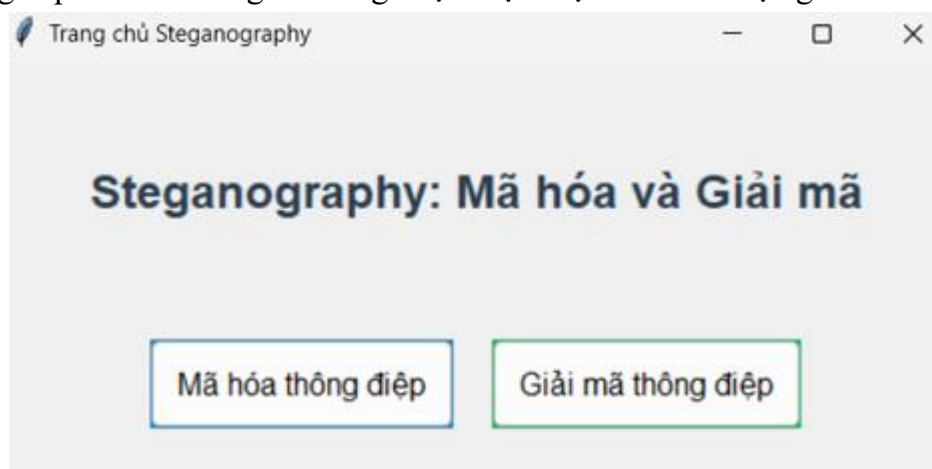 Trang chủ Steganography
Steganography: Mã hóa và Giải mã
Mã hóa thông điệp
Giải mã thông điệp